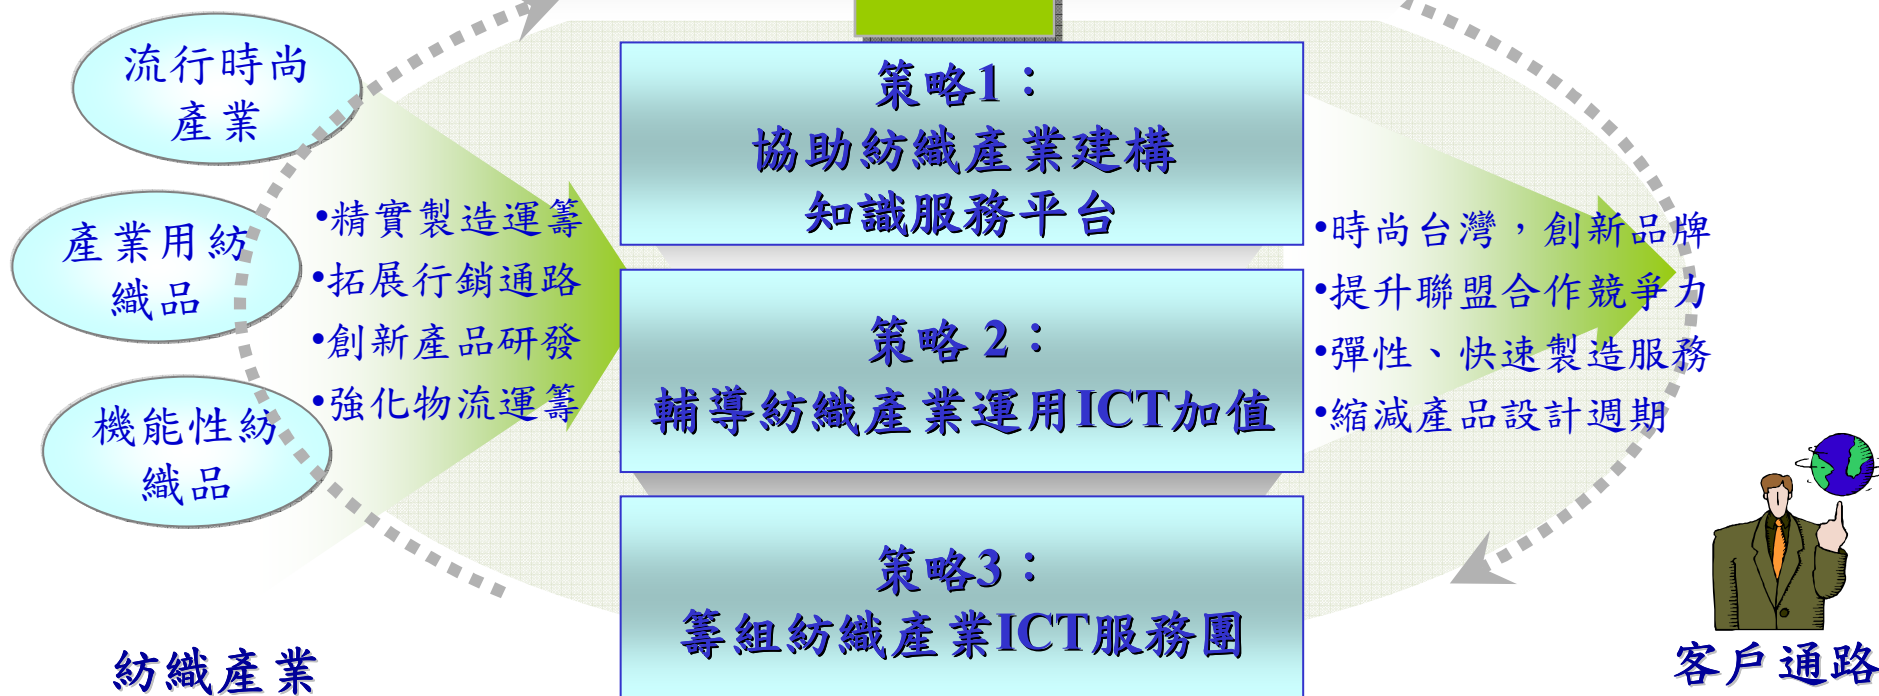 流行時尚
產業
產業用紡
織品
機能性紡
織品
紡織產業
•精實製造運籌
•拓展行銷通路
•創新產品研發
•強化物流運籌
策略1：
協助紡織產業建構
知識服務平台
策略 2：
輔導紡織產業運用ICT加值
策略3：
籌組紡織產業ICT服務團
•時尚台灣，創新品牌
•提升聯盟合作競爭力
•彈性、快速製造服務
•縮減產品設計週期
客戶通路